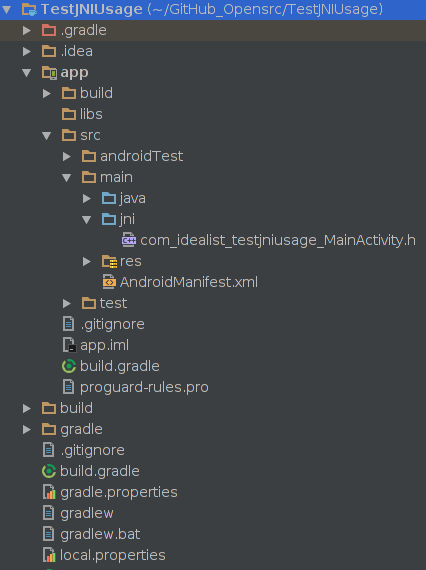 TestJNIUsage (~/GitHub_Opensrc/TestJNIUsage)
.gradle
.idea
app
build
libs
src
androidTest
main
java
jni
com_idealist_testjniusage_MainActivity.h
res
AndroidManifest.xml
test
.gitignore
app.iml
build.gradle
proguard-rules.pro
build
gradle
.gitignore
build.gradle
gradle.properties
gradlew
gradlew.bat
local.properties